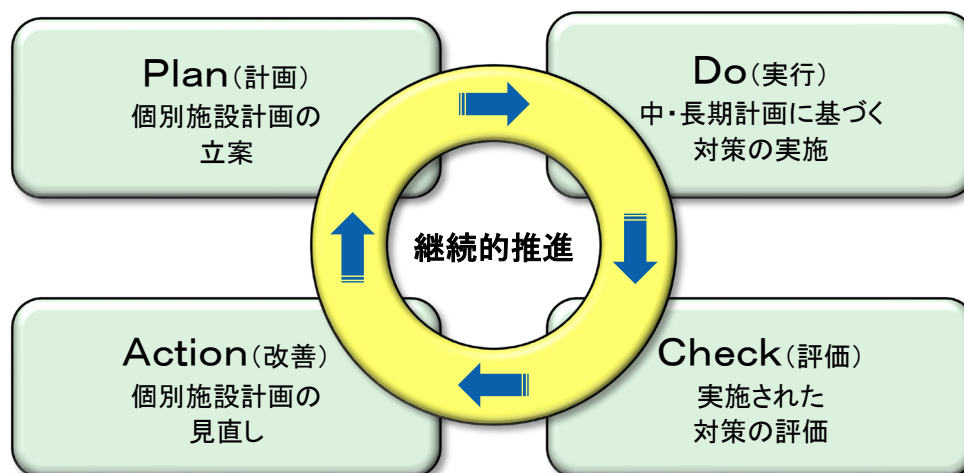 Plan(計画)
個別施設計画の
立案
Do(実行)
中・長期計画に基づく
対策の実施
継続的推進
Action(改善)
個別施設計画の
見直し
Check(評価)
実施された
対策の評価